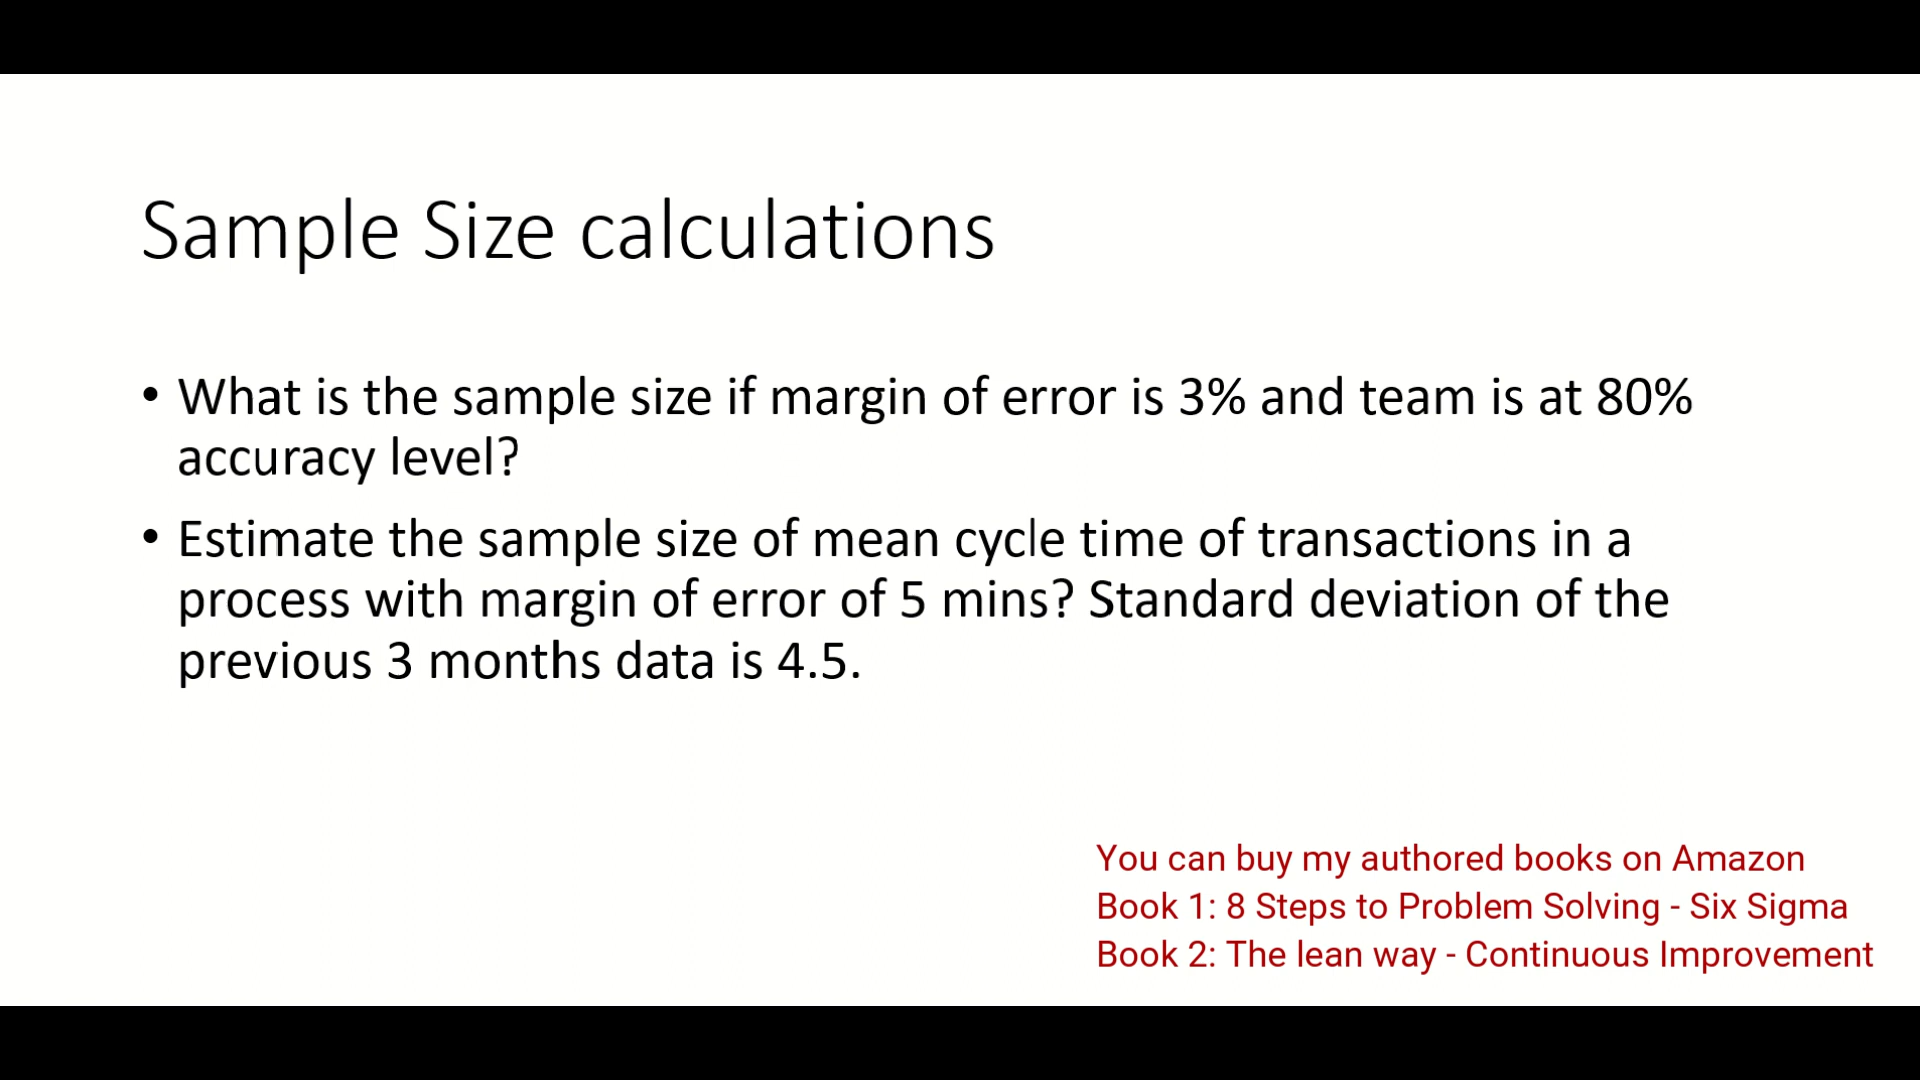 Sample Size calculations
• What is the sample size if margin of error is 3% and team is at 80%
accuracy level?
• Estimate the sample size of mean cycle time of transactions in a
process with margin of error of 5 mins? Standard deviation of the
previous 3 months data is 4.5.
You can buy my authored books on Amazon
Book 1: 8 Steps to Problem Solving - Six Sigma
Book 2: The lean way - Continuous Improvement